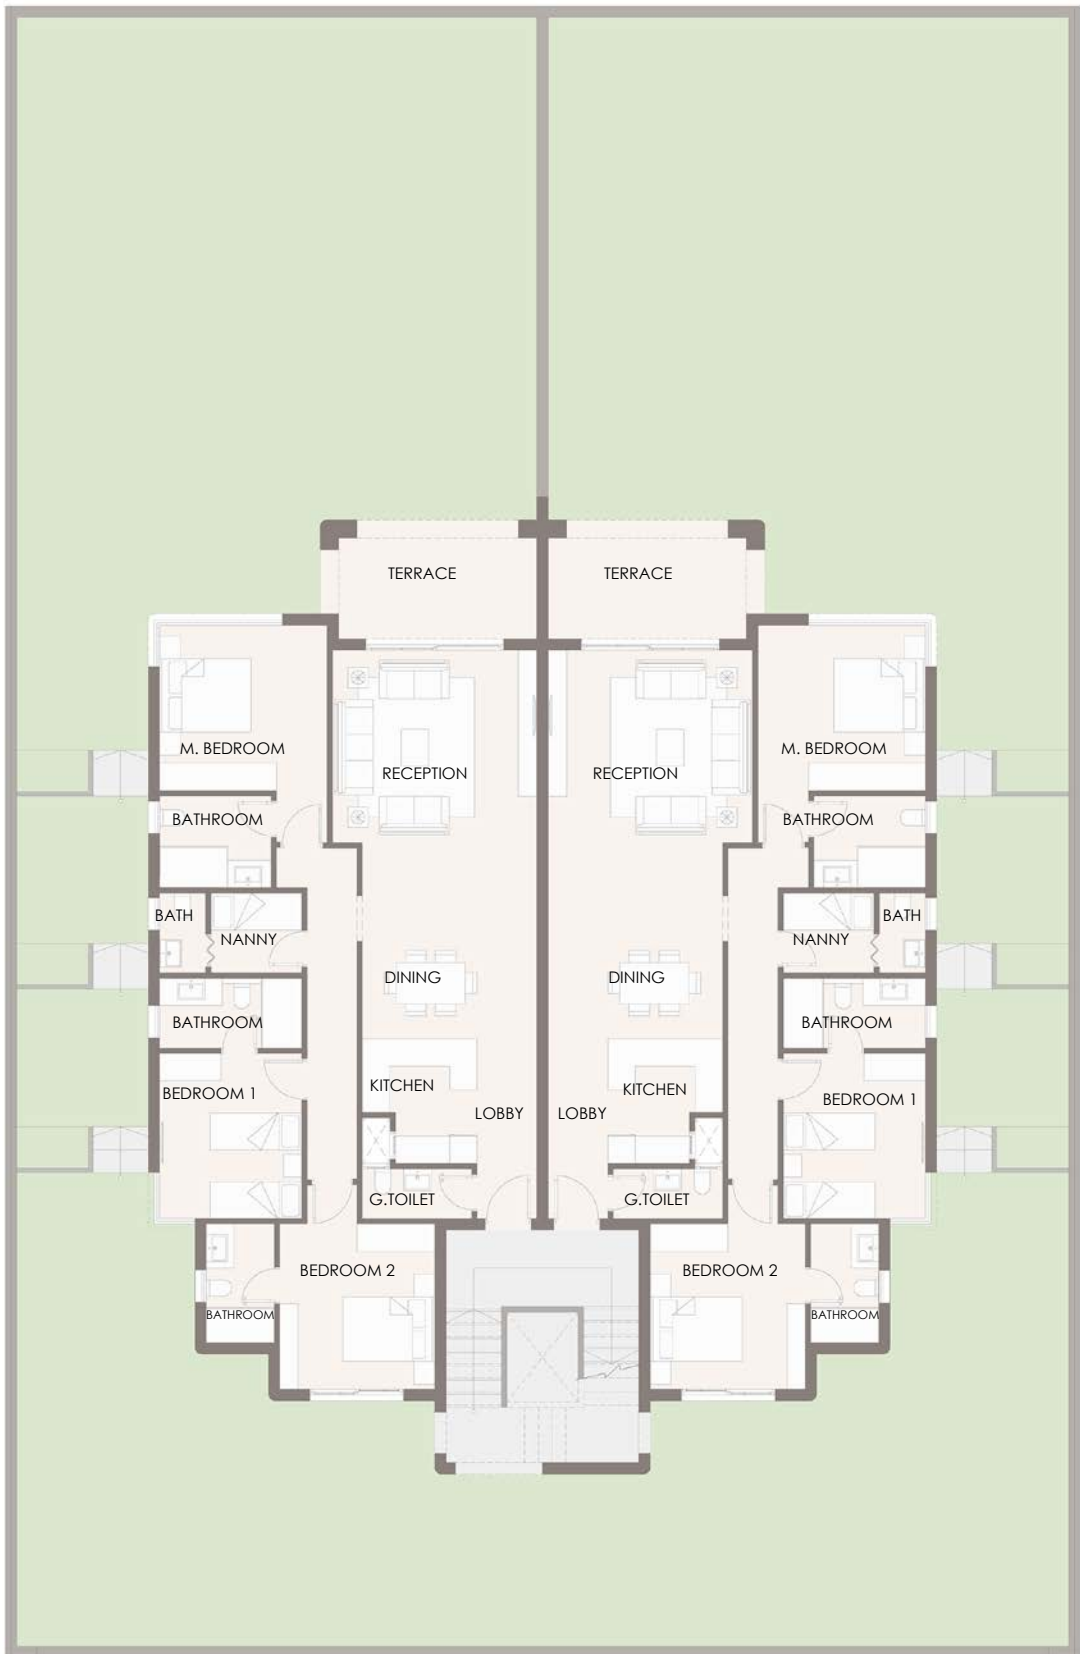 TERRACE
TERRACE
M. BEDROOM
M. BEDROOM
RECEPTION
RECEPTION
BATHROOM
BATHROOM
BATH
BATH
NANNY
NANNY
DINING
DINING
BATHROOM
BATHROOM
KITCHEN
KITCHEN
BEDROOM 1
BEDROOM 1
LOBBY
LOBBY
G.TOILET
G.TOILET
BEDROOM 2
BEDROOM 2
BATHROOM
BATHROOM